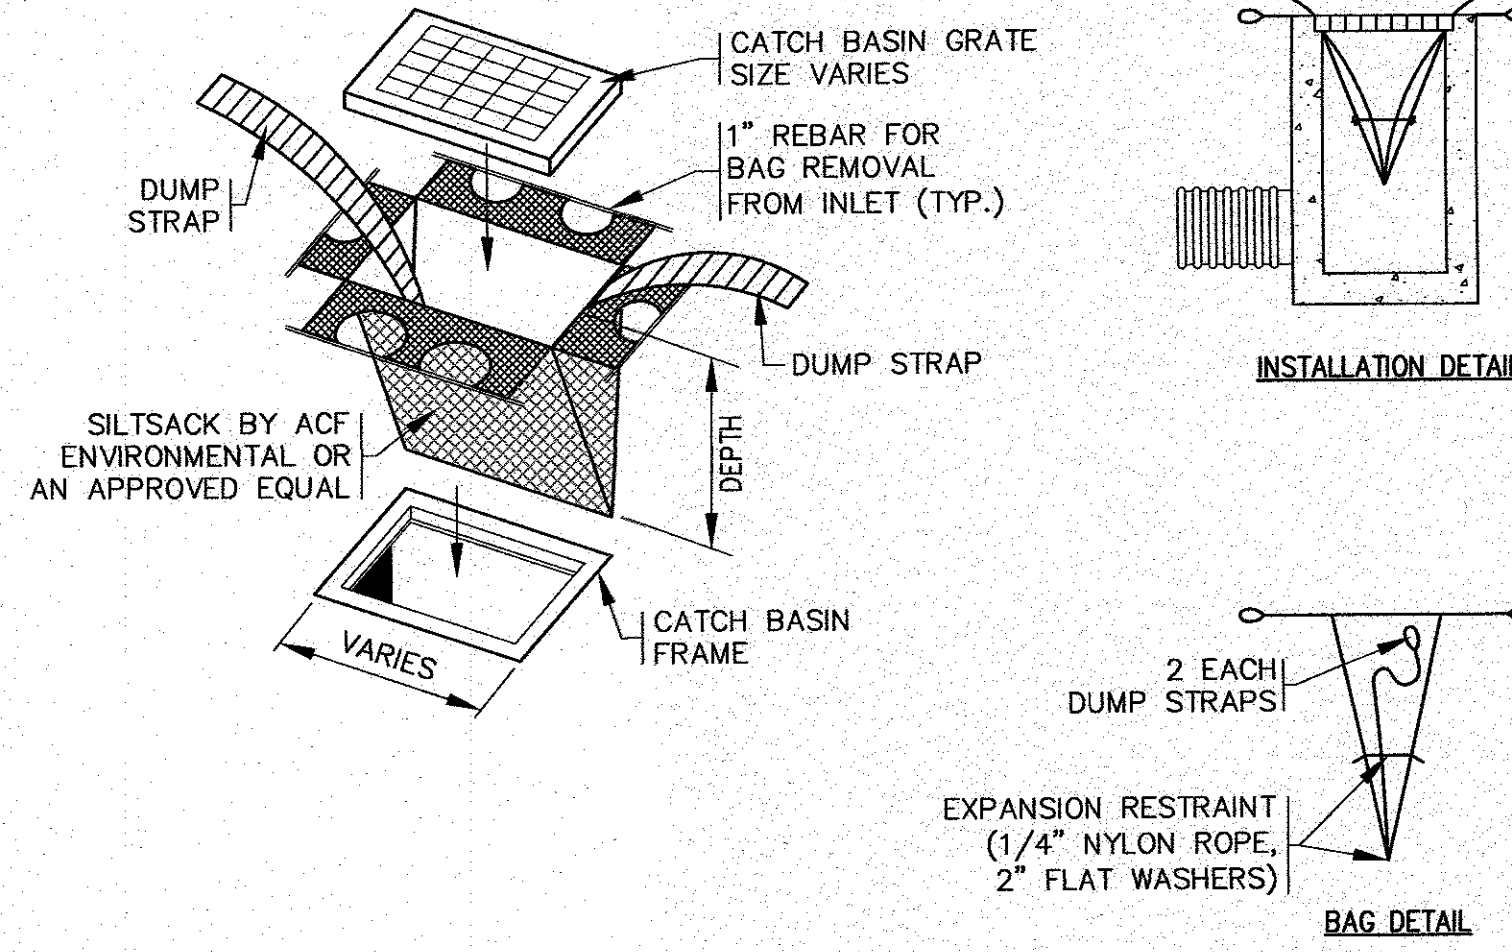 CATCH BASIN GRATE
SIZE VARIES
1" REBAR FOR
BAG REMOVAL
FROM INLET (TYP.)
DUMP
STRAP
DUMP STRAP
SILTSACK BY ACF
ENVIRONMENTAL OR
AN APPROVED EQUAL
DEPTH
CATCH BASIN
FRAME
VARIES
INSTALLATION DETAIL
2 EACH
DUMP STRAPS
EXPANSION RESTRAINT
(1/4" NYLON ROPE,
2" FLAT WASHERS)
BAG DETAIL